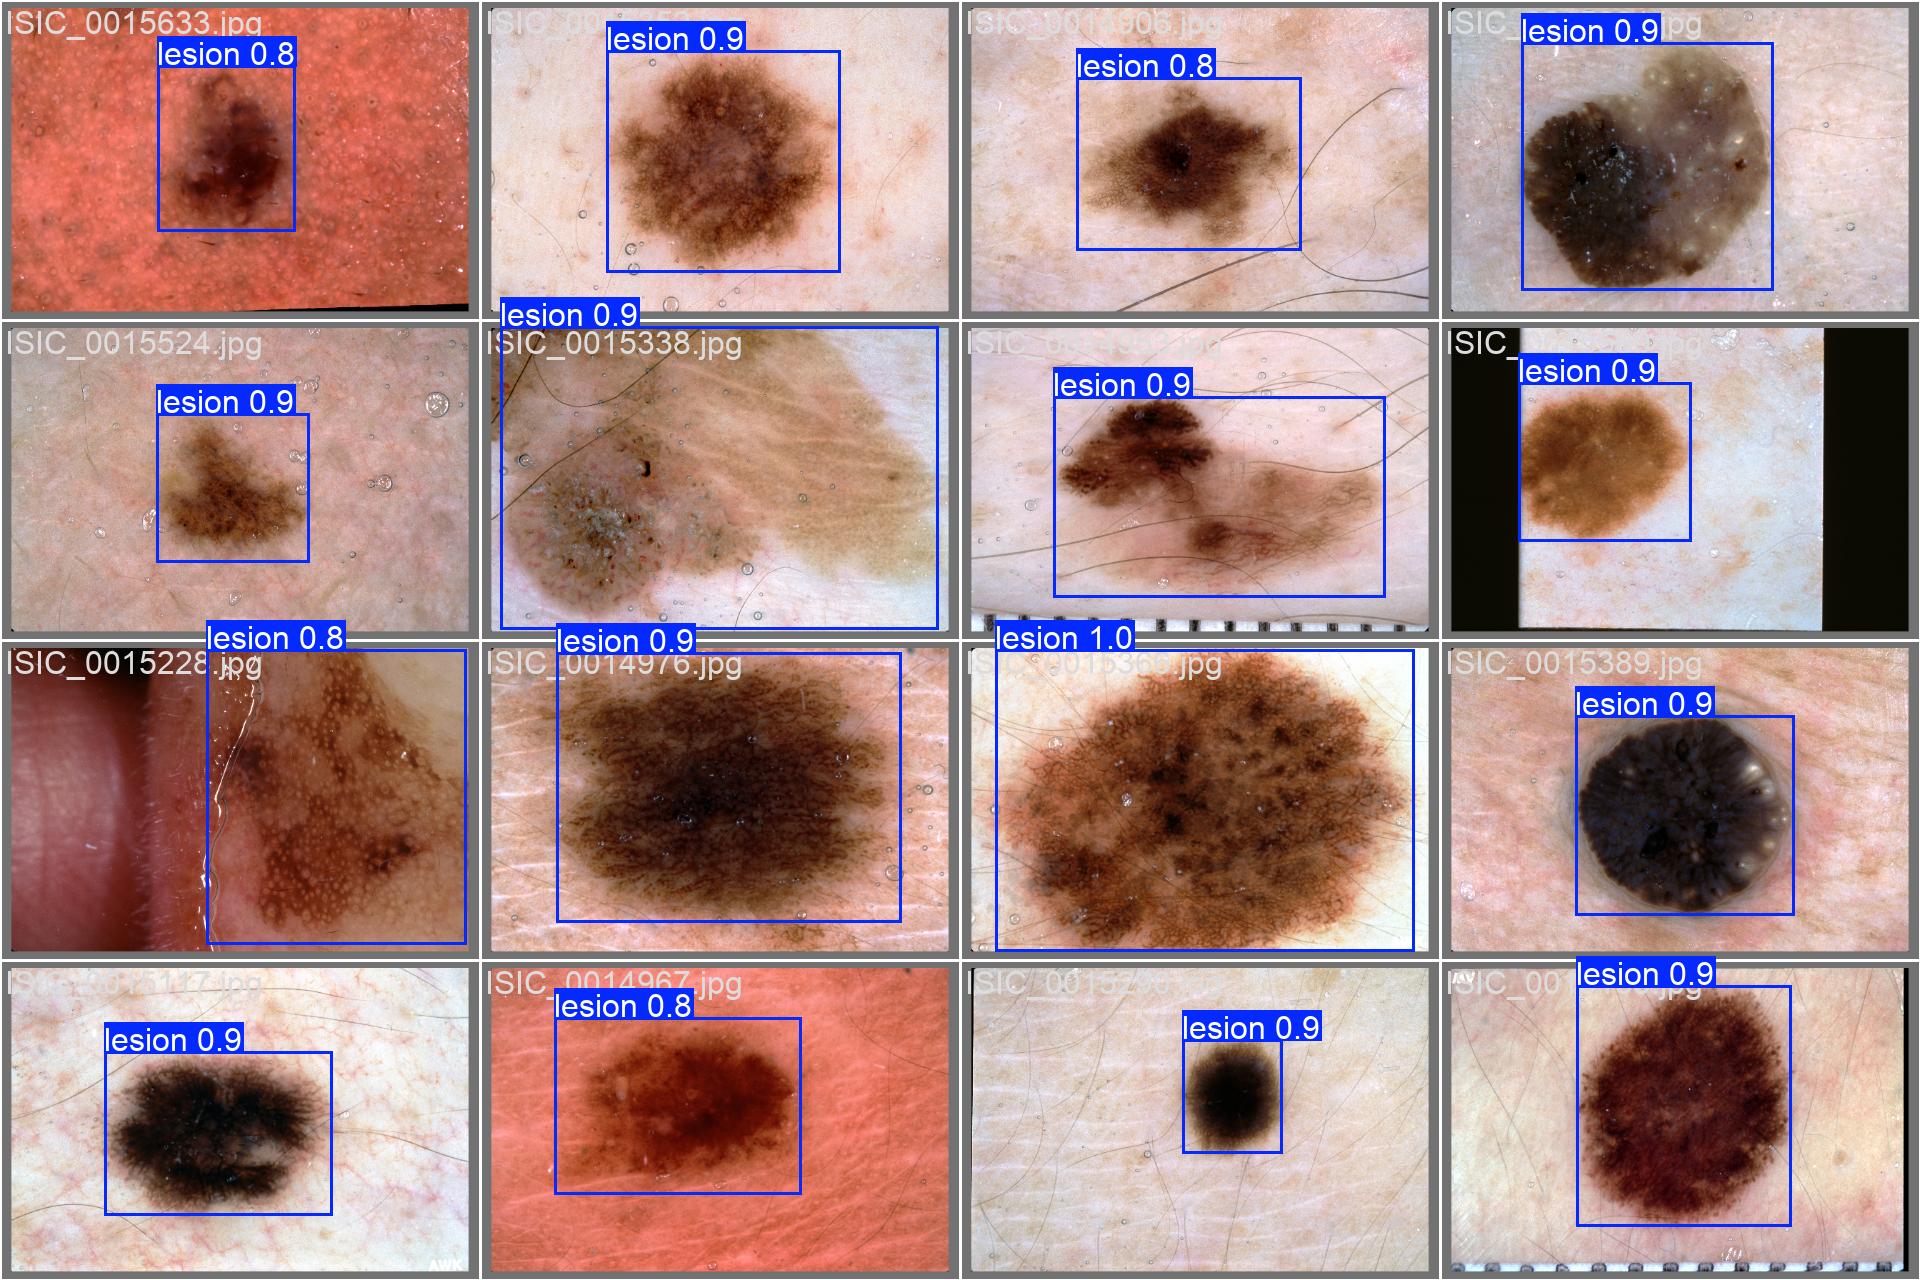 ISIC_0015633.jpg
lesion 0.8
lesion 0.9
lesion 0.8
lesion 0.9
ISIC_0015524.jpg
lesion 0.9
ISIC_0015338.jpg
lesion 0.9
lesion 0.9
lesion 0.9
ISIC_0015228.jpg
lesion 0.8
ISIC_0014976.jpg
lesion 0.9
lesion 1.0
ISIC_0015389.jpg
lesion 0.9
ISIC_0015117.jpg
lesion 0.9
AWK
ISIC_0014967.jpg
lesion 0.8
lesion 0.9
lesion 0.9